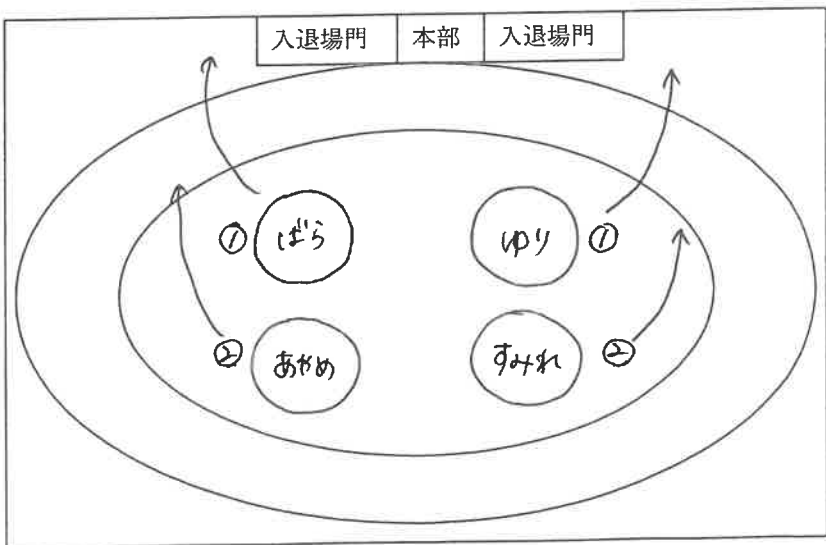 入退場門 本部 入退場門
① ばら ゆり ①
② あやめ すみれ ②